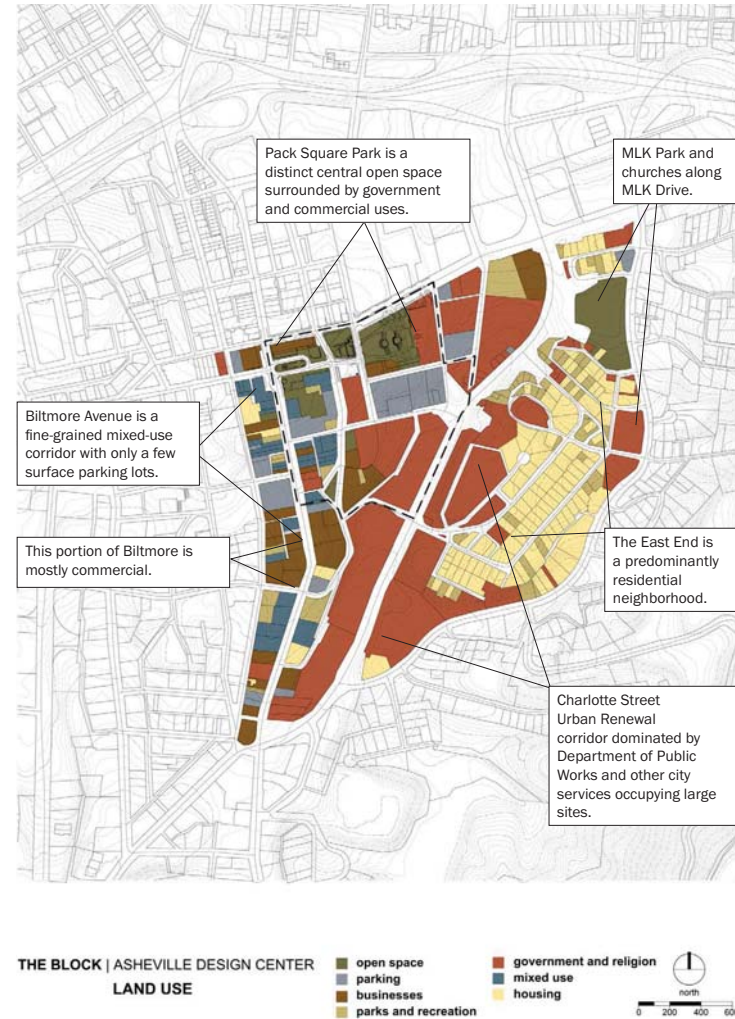 Pack Square Park is a
distinct central open space
surrounded by government
and commercial uses.
MLK Park and
churches along
MLK Drive.
Biltmore Avenue is a
fine-grained mixed-use
corridor with only a few
surface parking lots.
This portion of Biltmore is
mostly commercial.
The East End is
a predominantly
residential
neighborhood.
Charlotte Street
Urban Renewal
corridor dominated by
Department of Public
Works and other city
services occupying large
sites.
THE BLOCK | ASHEVILLE DESIGN CENTER
LAND USE
open space
parking
businesses
parks and recreation
government and religion
mixed use
housing
north
0 200 400 600